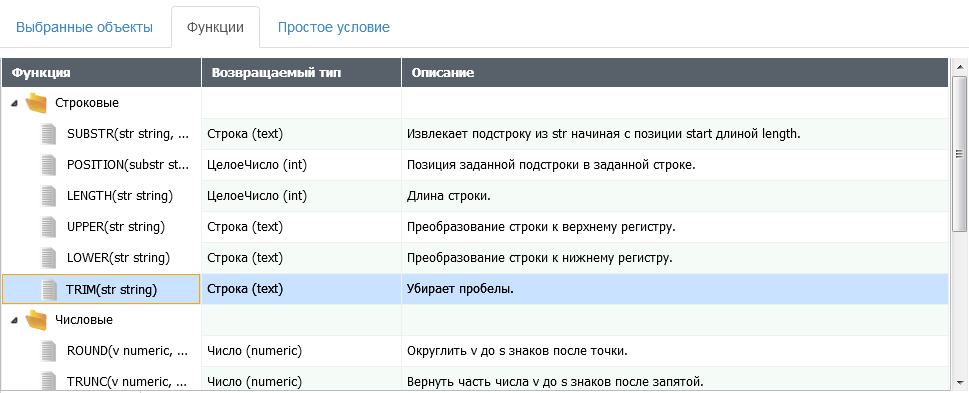 Выбранные объекты Функции Простое условие
Функция Возвращаемый тип Описание
Строковые
SUBSTR(str string, ... Строка (text) Извлекает подстроку из str начиная с позиции start длиной length.
POSITION(substr st... ЦелоеЧисло (int) Позиция заданной подстроки в заданной строке.
LENGTH(str string) ЦелоеЧисло (int) Длина строки.
UPPER(str string) Строка (text) Преобразование строки к верхнему регистру.
LOWER(str string) Строка (text) Преобразование строки к нижнему регистру.
TRIM(str string) Строка (text) Убирает пробелы.
Числовые
ROUND(v numeric, ... Число (numeric) Округлить v до s знаков после точки.
TRUNC(v numeric, ... Число (numeric) Вернуть часть числа v до s знаков после запятой.